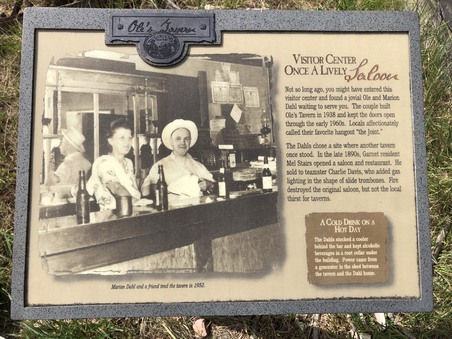 Ole's Tavern
VISITOR CENTER
ONCE A LIVELY Saloon
Not so long ago, you might have entered this
visitor center and found a jovial Ole and Marion
Dahl waiting to serve you. The couple built
Ole's Tavern in 1938 and kept the doors open
through the early 1960s. Locals affectionately
called their favorite hangout "the Joint."
The Dahls chose a site where another tavern
once stood. In the late 1890s, Garnet resident
Mel Stairs opened a saloon and restaurant. He
sold to teamster Charlie Davis, who added gas
lighting in the shape of slide trombones. Fire
destroyed the original saloon, but not the local
thirst for taverns.
A COLD DRINK ON A
HOT DAY
The Dahls stocked a cooler
behind the bar and kept alcoholic
beverages in a root cellar under
the building. Power came from
a generator in the shed between
the tavern and the Dahl home.
Marion Dahl and a friend tend the tavern in 1952.